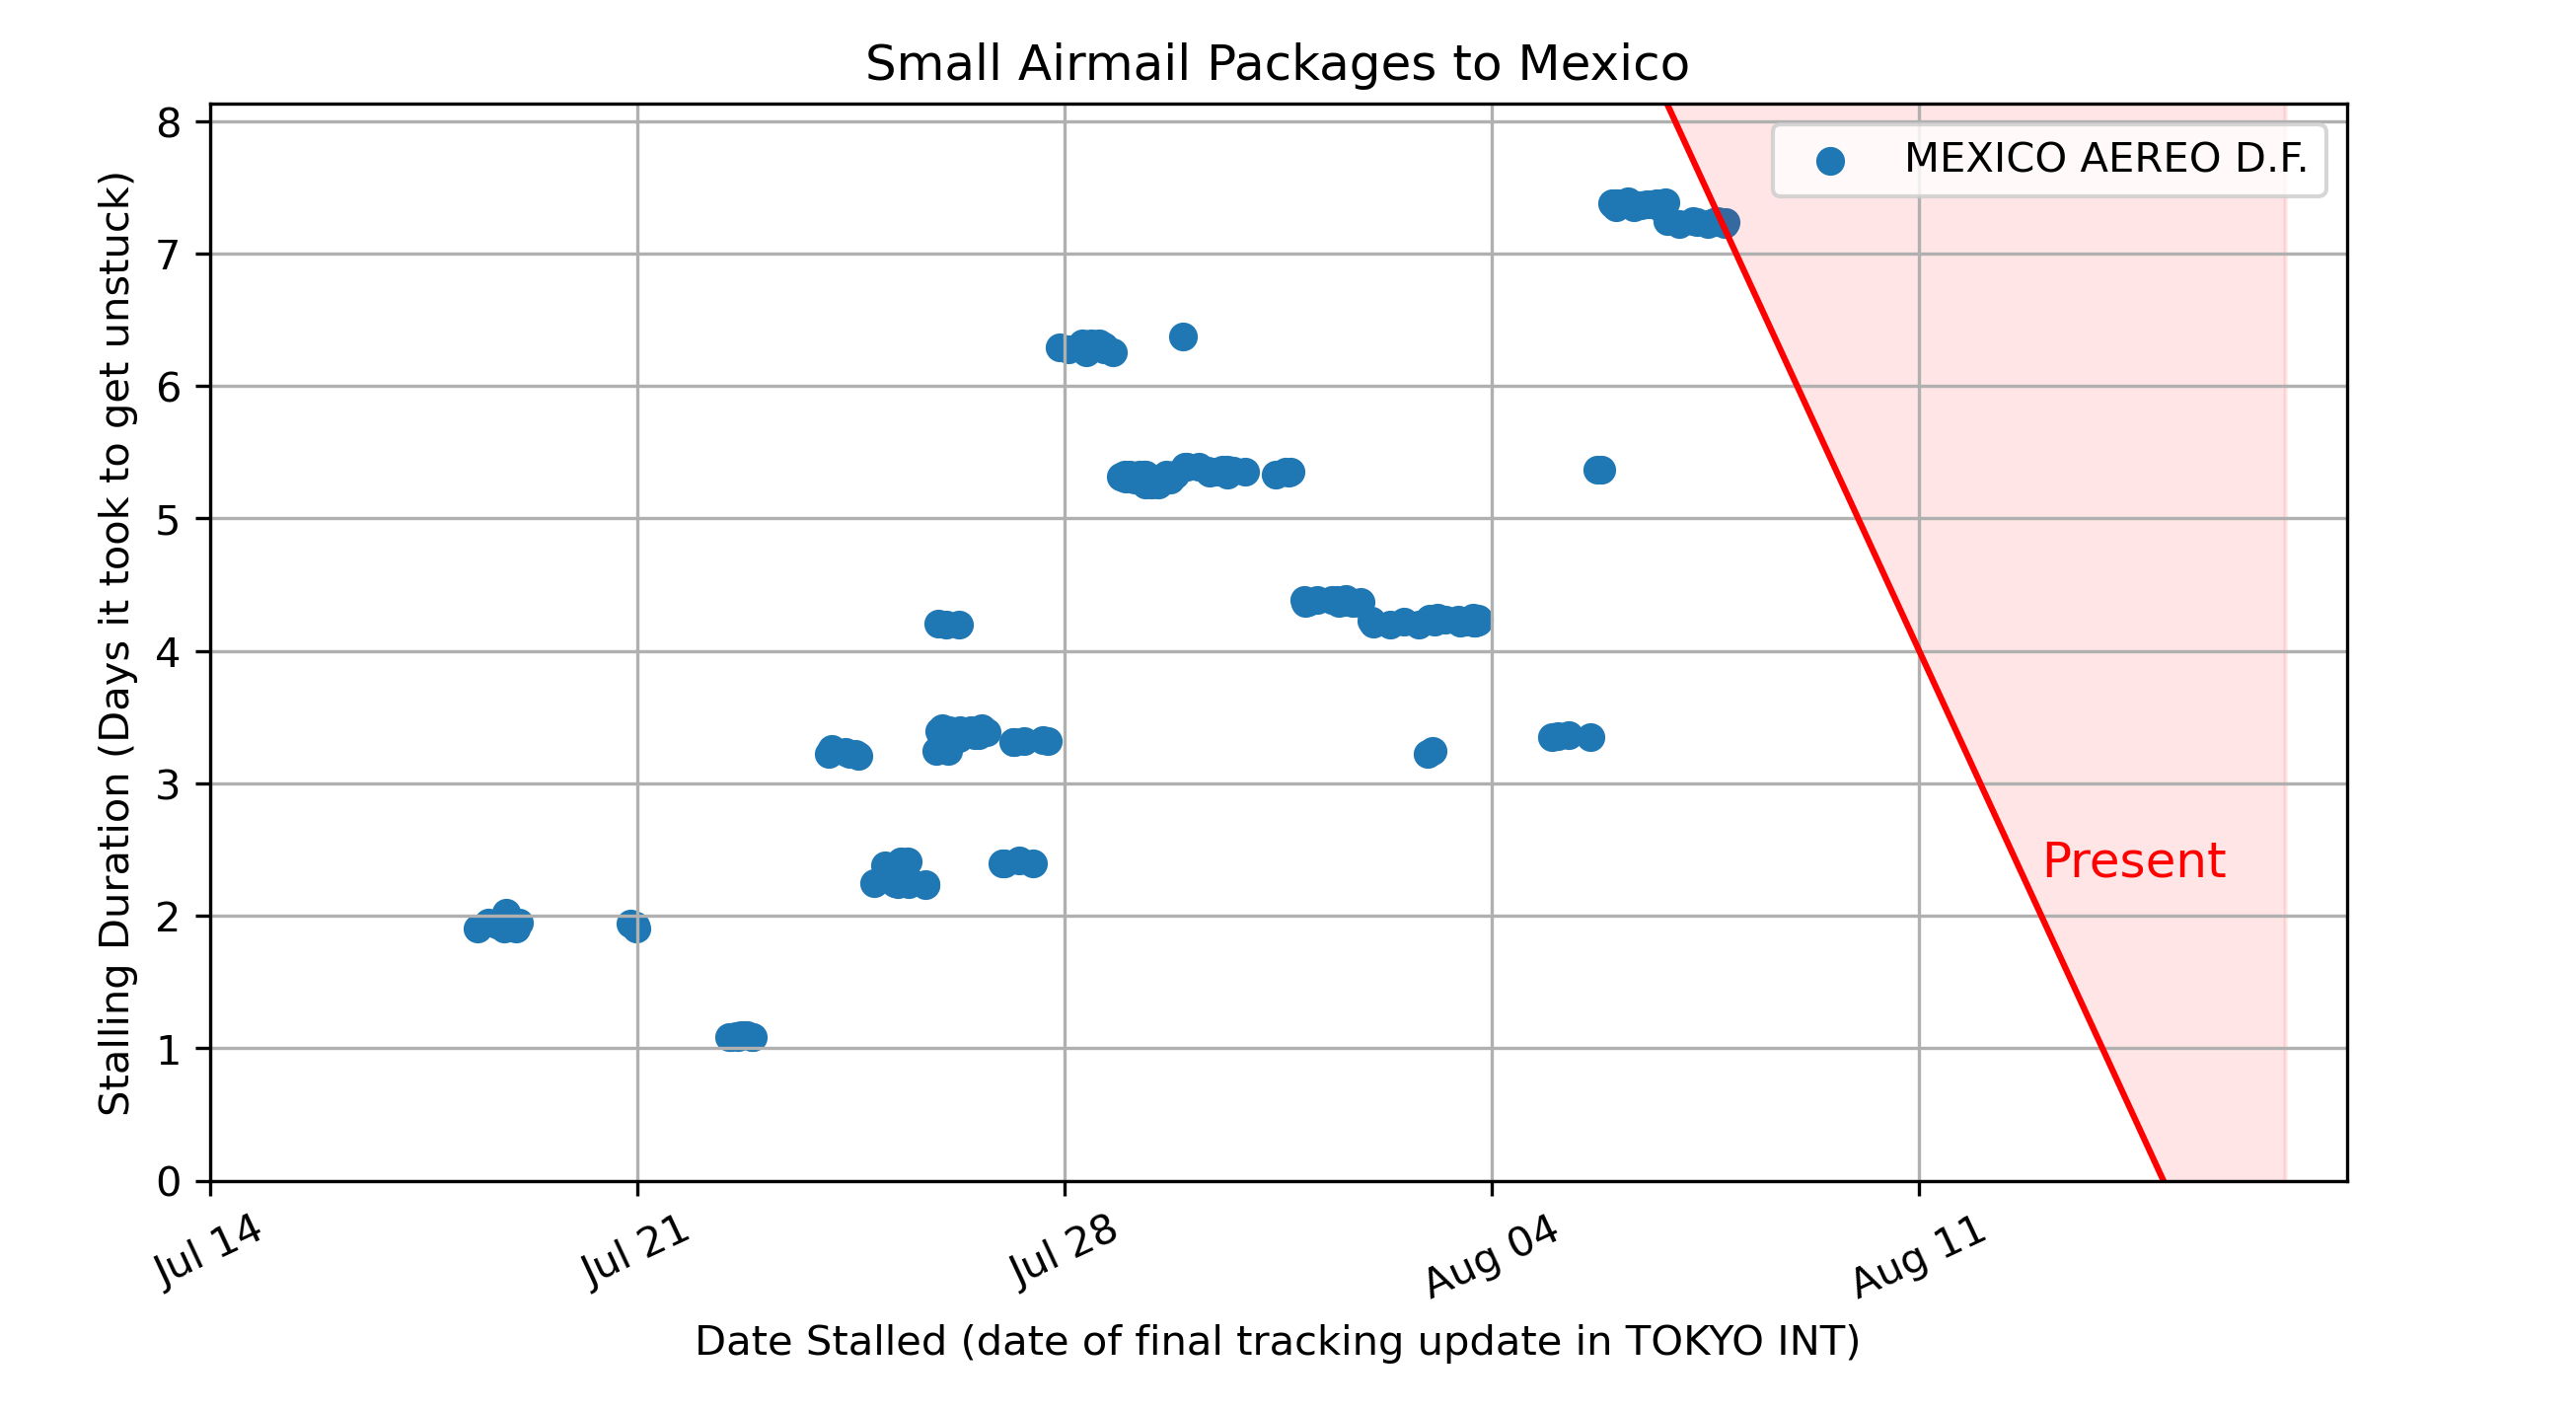 Small Airmail Packages to Mexico
Stalling Duration (Days it took to get unstuck)
8
7
6
5
4
3
2
1
0
MEXICO AEREO D.F.
Present
Jul 14
Jul 21
Jul 28
Aug 04
Aug 11
Date Stalled (date of final tracking update in TOKYO INT)